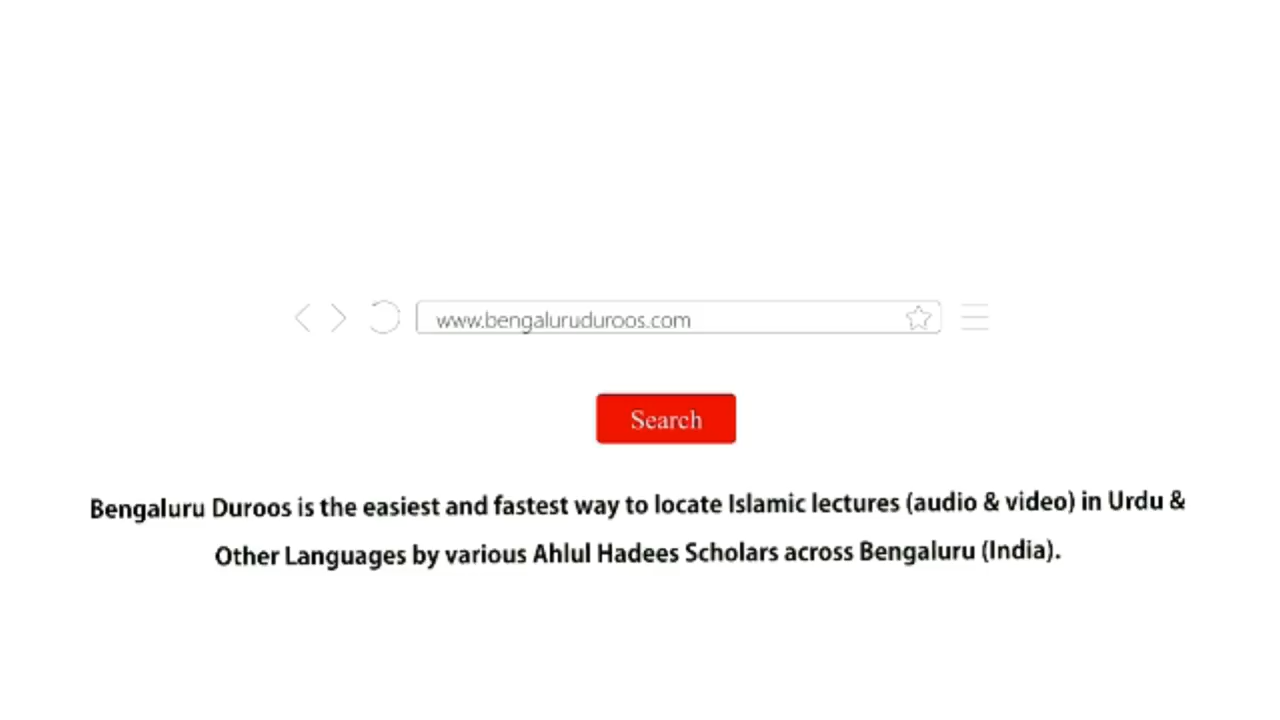 www.bengaluruduroos.com
Search
Bengaluru Duroos is the easiest and fastest way to locate Islamic lectures (audio & video) in Urdu &
Other Languages by various Ahlul Hadees Scholars across Bengaluru (India).